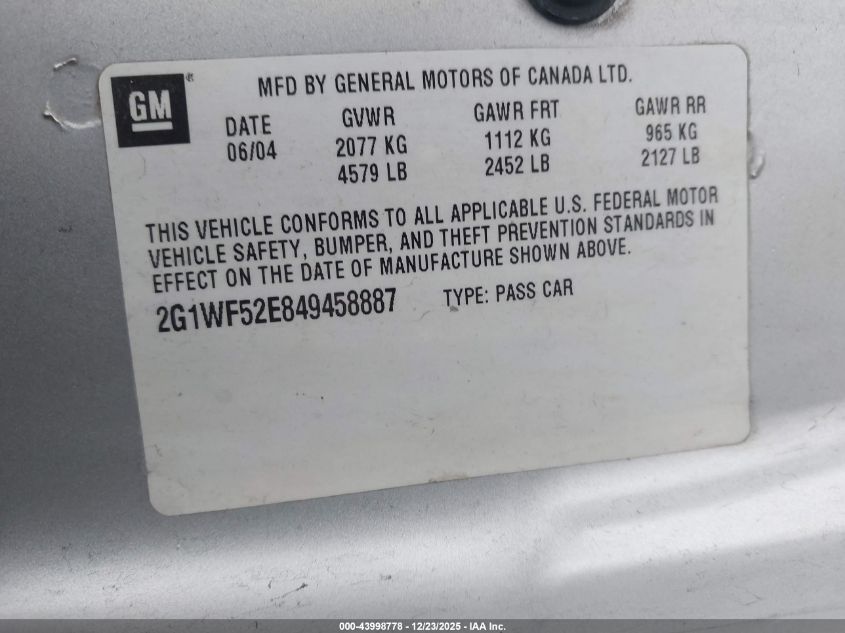 GM ®
MFD BY GENERAL MOTORS OF CANADA LTD.
DATE GVWR GAWR FRT GAWR RR
06/04 2077 KG 1112 KG 965 KG
4579 LB 2452 LB 2127 LB
THIS VEHICLE CONFORMS TO ALL APPLICABLE U.S. FEDERAL MOTOR
VEHICLE SAFETY, BUMPER, AND THEFT PREVENTION STANDARDS IN
EFFECT ON THE DATE OF MANUFACTURE SHOWN ABOVE.
2G1WF52E849458887 TYPE: PASS CAR
000-43998778 - 12/23/2025 - IAA Inc.